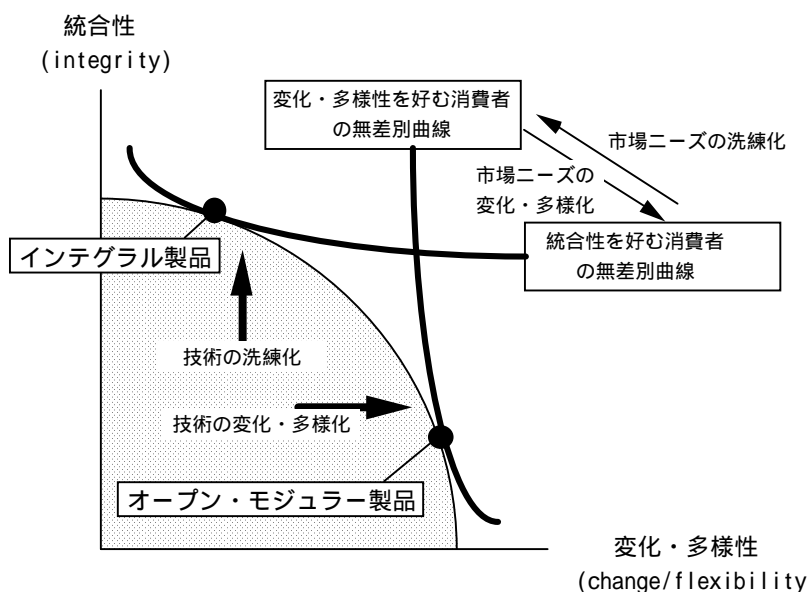 統合性
(integrity)
変化・多様性を好む消費者
の無差別曲線
市場ニーズの洗練化
市場ニーズの
変化・多様化
統合性を好む消費者
の無差別曲線
インテグラル製品
技術の洗練化
技術の変化・多様化
オープン・モジュラー製品
変化・多様性
(change/flexibility